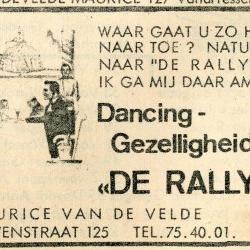 DEVELDE MAURICE 127
WAAR GAAT U ZO H
NAAR TOE ? NATU
NAAR "DE RALLY
IK GA MIJ DAAR AM
Dancing -
Gezelligheid
«DE RALLY
URICE VAN DE VELDE
VENSTRAAT 125 TEL. 75.40.01.